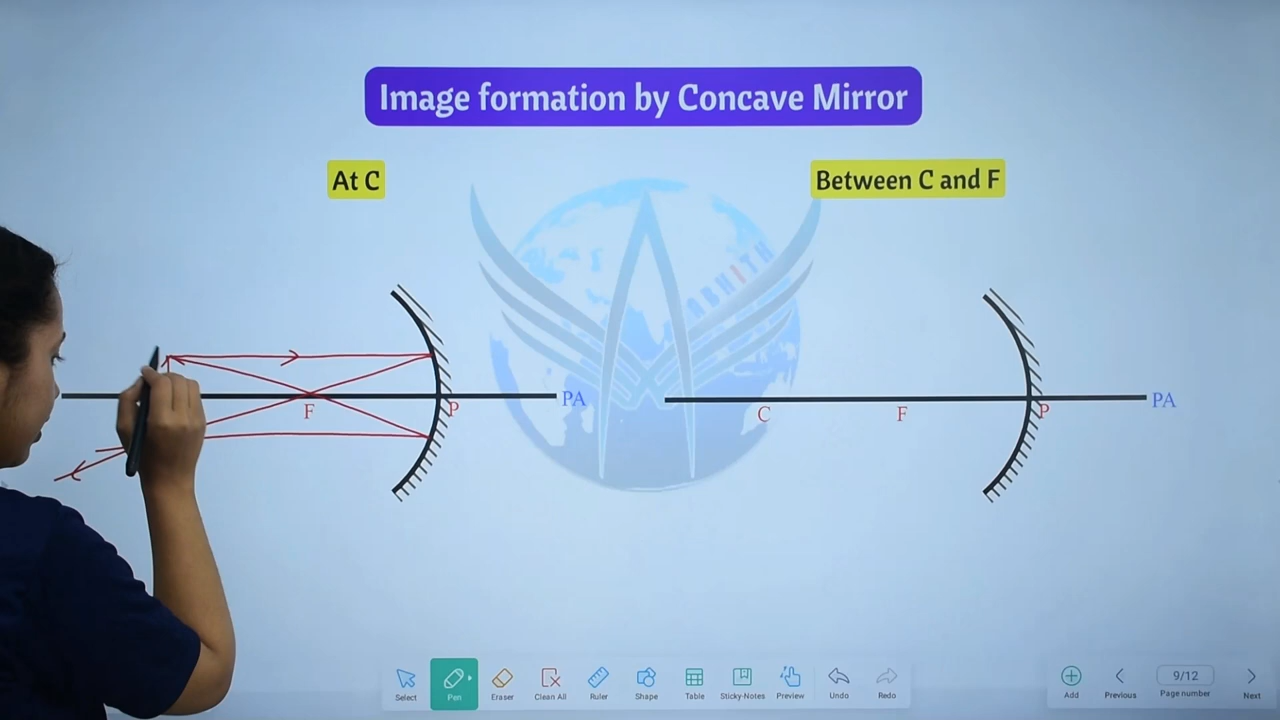 Image formation by Concave Mirror
At C
Between C and F
ABHITH
F
P
PA
C
F
P
PA
Select
Pen
Eraser
Clean All
Ruler
Shape
Table
Sticky-Notes
Preview
Undo
Redo
Add
Previous
9/12
Page number
Next